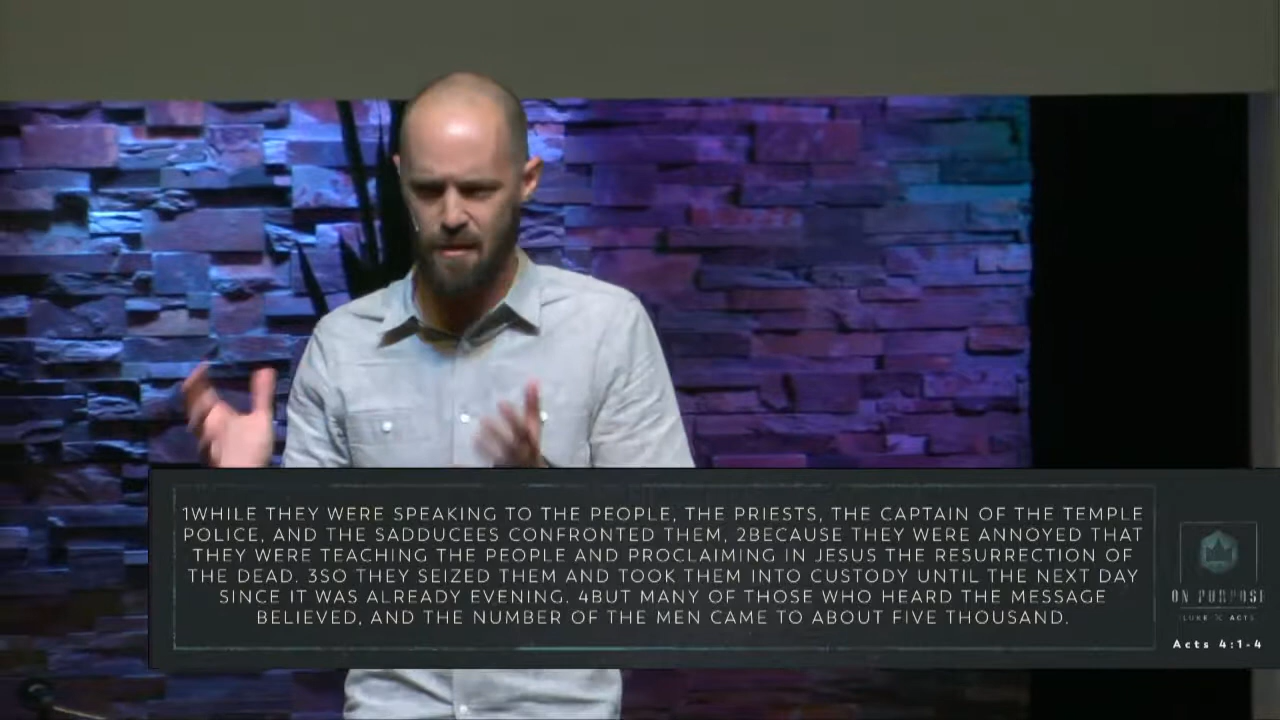 1WHILE THEY WERE SPEAKING TO THE PEOPLE, THE PRIESTS, THE CAPTAIN OF THE TEMPLE
POLICE, AND THE SADDUCEES CONFRONTED THEM, 2BECAUSE THEY WERE ANNOYED THAT
THEY WERE TEACHING THE PEOPLE AND PROCLAIMING IN JESUS THE RESURRECTION OF
THE DEAD. 3SO THEY SEIZED THEM AND TOOK THEM INTO CUSTODY UNTIL THE NEXT DAY
SINCE IT WAS ALREADY EVENING. 4BUT MANY OF THOSE WHO HEARD THE MESSAGE
BELIEVED, AND THE NUMBER OF THE MEN CAME TO ABOUT FIVE THOUSAND.
ON PURPOSE
LUKE X ACTS
Acts 4:1-4